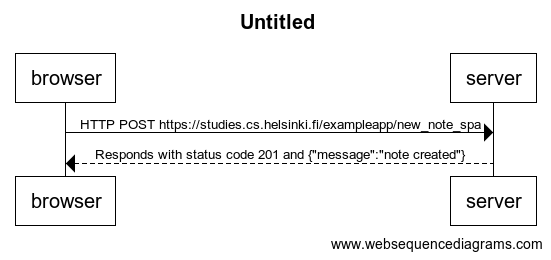 Untitled
browser server
HTTP POST https://studies.cs.helsinki.fi/exampleapp/new_note_spa
Responds with status code 201 and {"message":"note created"}
browser server
www.websequencediagrams.com